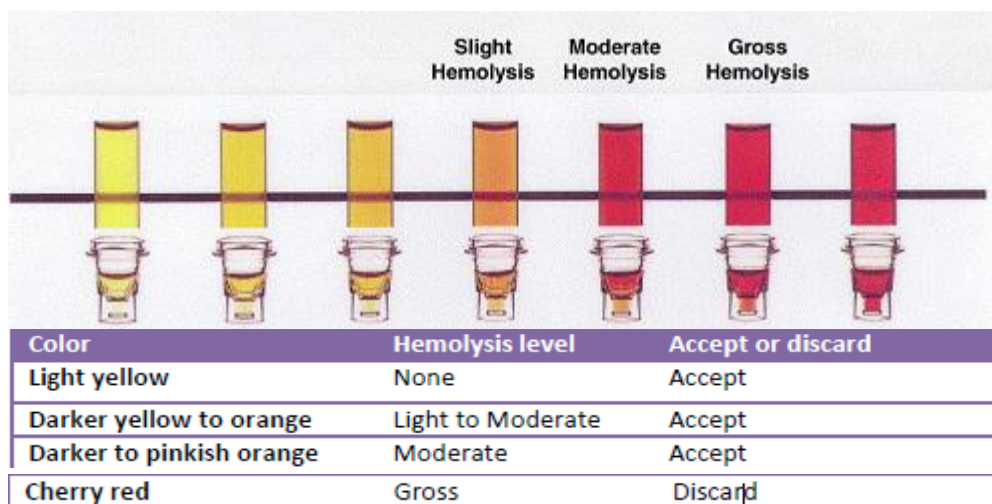 Slight Moderate Gross
Hemolysis Hemolysis Hemolysis
Color Hemolysis level Accept or discard
Light yellow None Accept
Darker yellow to orange Light to Moderate Accept
Darker to pinkish orange Moderate Accept
Cherry red Gross Discard